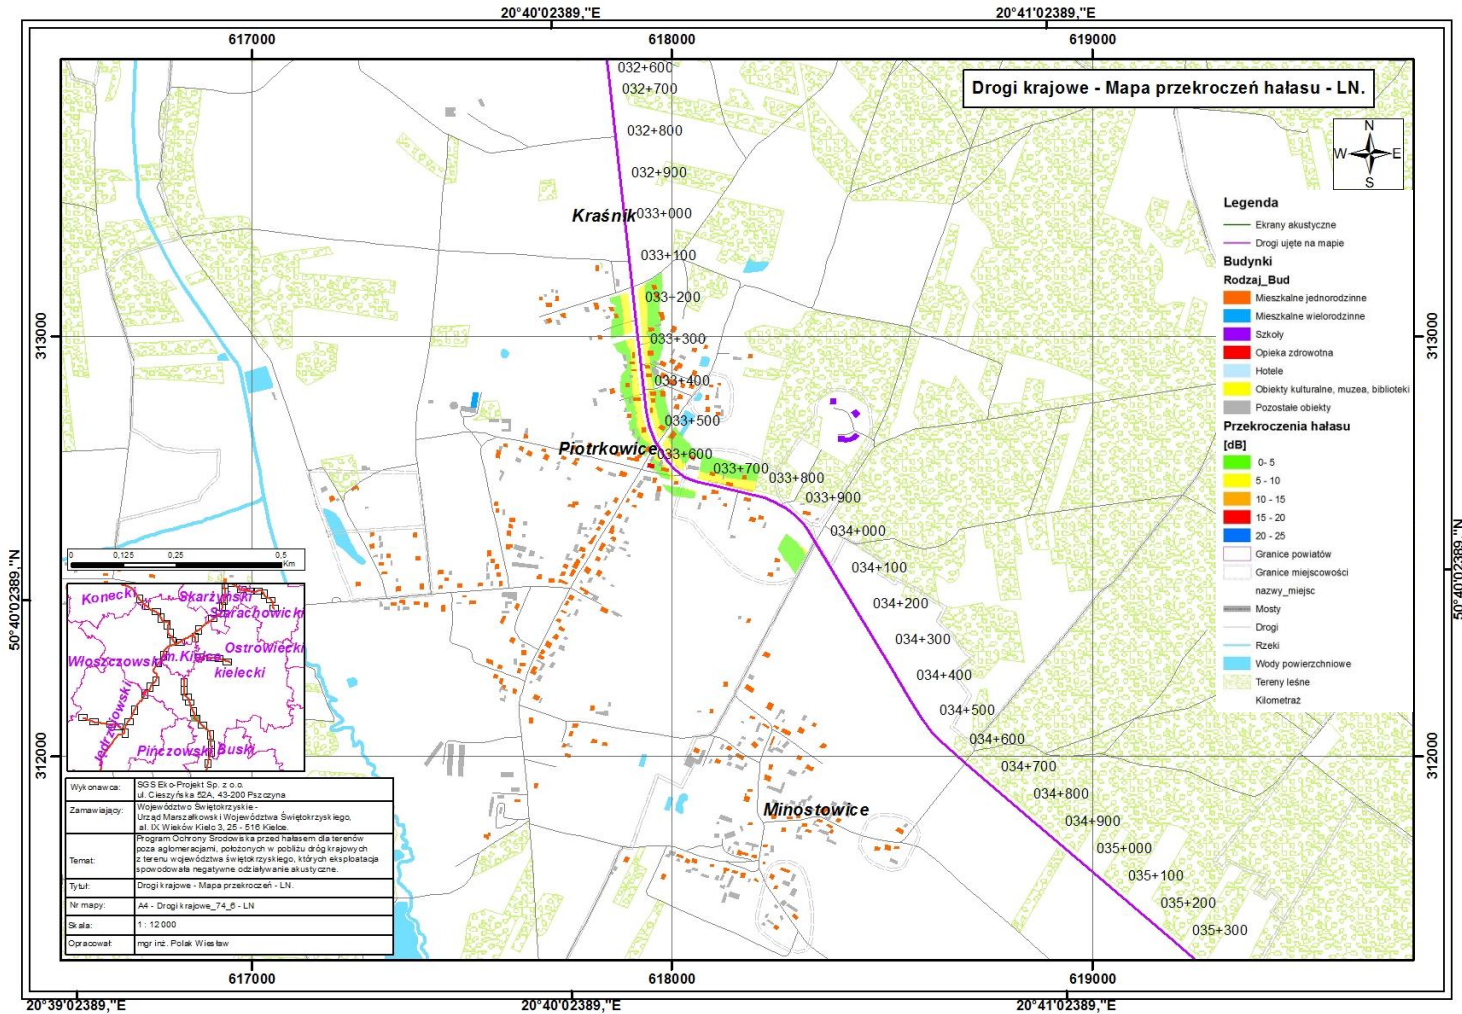 20°40'02389,"E
20°41'02389,"E
617000
618000
619000
Drogi krajowe - Mapa przekroczeń hałasu - LN.
N
W
E
S
032+600
032+700
032+800
032+900
Kraśnik
033+000
033+100
033+200
033+300
033+400
033+500
Piotrkowice
033+600
033+700
033+800
033+900
034+000
034+100
034+200
034+300
034+400
034+500
034+600
034+700
034+800
034+900
035+000
035+100
035+200
035+300
Minostowice
313000
313000
312000
312000
50°40'02389,"N
50°40'02389,"N
Legenda
Ekrany akustyczne
Drogi ujęte na mapie
Budynki
Rodzaj_Bud
Mieszkalne jednorodzinne
Mieszkalne wielorodzinne
Szkoły
Opieka zdrowotna
Hotele
Obiekty kulturalne, muzea, biblioteki
Pozostałe obiekty
Przekroczenia hałasu
[dB]
0- 5
5 - 10
10 - 15
15 - 20
20 - 25
Granice powiatów
Granice miejscowości
nazwy_miejsc
Mosty
Drogi
Rzeki
Wody powierzchniowe
Tereny leśne
Kilometraż
0 0,125 0,25 0,5
Km
Konecki
Skarżyski
Starachowicki
Ostrowiecki
Włoszczowski
m.Kielce
kielecki
Jędrzejowski
Pińczowski
Buski
Wykonawca: SGS Eko-Projekt Sp. z o.o.
ul. Cieszyńska 52A, 43-200 Pszczyna
Zamawiający: Województwo Świętokrzyskie -
Urząd Marszałkowski Województwa Świętokrzyskiego,
al. IX Wieków Kielc 3, 25 - 516 Kielce.
Temat: Program Ochrony Środowiska przed hałasem dla terenów
poza aglomeracjami, położonych w pobliżu dróg krajowych
z terenu województwa świętokrzyskiego, których eksploatacja
spowodowała negatywne oddziaływanie akustyczne.
Tytuł: Drogi krajowe - Mapa przekroczeń - LN.
Nr mapy: A4 - Drogi krajowe_74_6 - LN
Skala: 1 : 12 000
Opracował: mgr inż. Polak Wiesław
617000
618000
619000
20°39'02389,"E
20°40'02389,"E
20°41'02389,"E